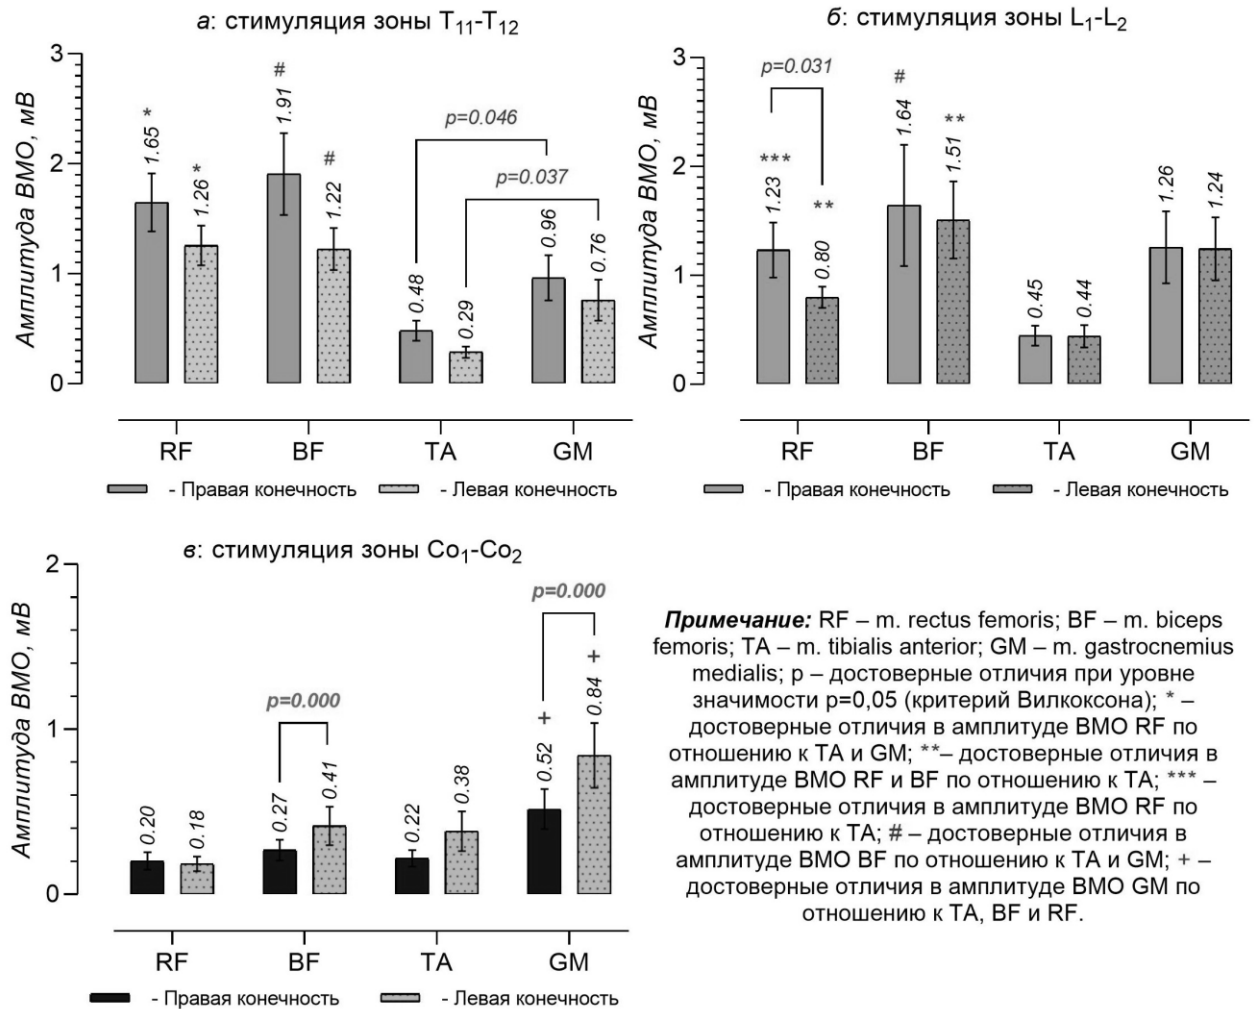 а: стимуляция зоны T₁₁-T₁₂
Амплитуда ВМО, мВ
3
2
1
0
*
1.65
*
1.26
#
1.91
#
1.22
p=0.046
p=0.037
0.48
0.29
0.96
0.76
RF BF TA GM
- Правая конечность - Левая конечность
б: стимуляция зоны L₁-L₂
Амплитуда ВМО, мВ
3
2
1
0
p=0.031
***
1.23
**
0.80
#
1.64
**
1.51
0.45
0.44
1.26
1.24
RF BF TA GM
- Правая конечность - Левая конечность
в: стимуляция зоны Co₁-Co₂
Амплитуда ВМО, мВ
2
1
0
0.20
0.18
p=0.000
0.27
0.41
0.22
0.38
p=0.000
+
0.52
+
0.84
RF BF TA GM
- Правая конечность - Левая конечность
Примечание: RF – m. rectus femoris; BF – m. biceps
femoris; TA – m. tibialis anterior; GM – m. gastrocnemius
medialis; p – достоверные отличия при уровне
значимости p=0,05 (критерий Вилкоксона); * –
достоверные отличия в амплитуде ВМО RF по
отношению к TA и GM; **– достоверные отличия в
амплитуде ВМО RF и BF по отношению к TA; *** –
достоверные отличия в амплитуде ВМО RF по
отношению к TA; # – достоверные отличия в
амплитуде ВМО BF по отношению к TA и GM; + –
достоверные отличия в амплитуде ВМО GM по
отношению к TA, BF и RF.